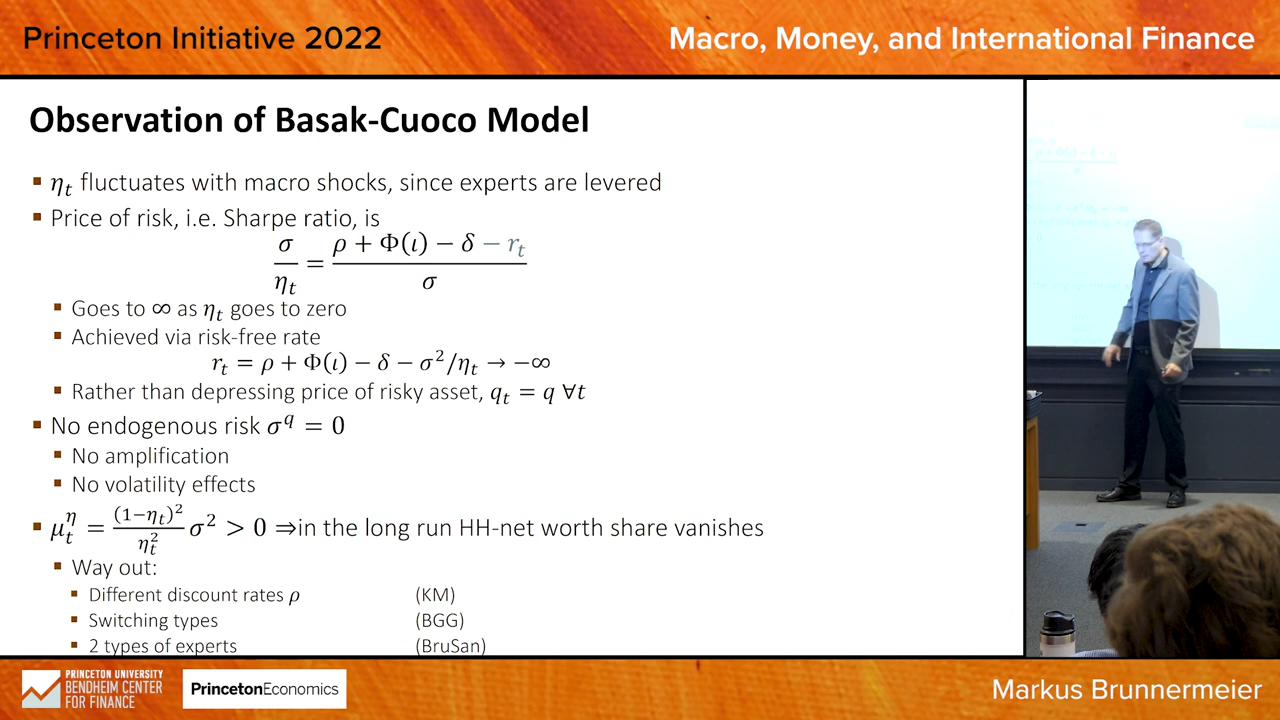 Princeton Initiative 2022
Macro, Money, and International Finance
Observation of Basak-Cuoco Model
▪ η_t fluctuates with macro shocks, since experts are levered
▪ Price of risk, i.e. Sharpe ratio, is
σ/η_t = (ρ + Φ(ι) − δ − r_t)/σ
▪ Goes to ∞ as η_t goes to zero
▪ Achieved via risk-free rate
r_t = ρ + Φ(ι) − δ − σ²/η_t → −∞
▪ Rather than depressing price of risky asset, q_t = q ∀t
▪ No endogenous risk σ^q = 0
▪ No amplification
▪ No volatility effects
▪ μ_t^η = (1−η_t)²/η_t² σ² > 0 ⇒in the long run HH-net worth share vanishes
▪ Way out:
▪ Different discount rates ρ (KM)
▪ Switching types (BGG)
▪ 2 types of experts (BruSan)
PRINCETON UNIVERSITY
BENDHEIM CENTER
FOR FINANCE
PrincetonEconomics
Markus Brunnermeier